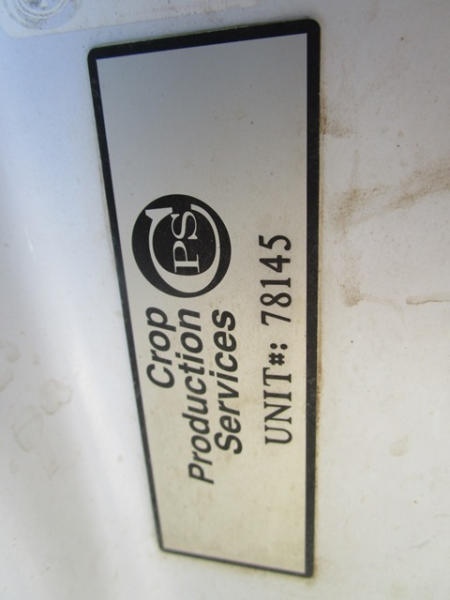 CPS
Crop
Production
Services
UNIT#: 78145